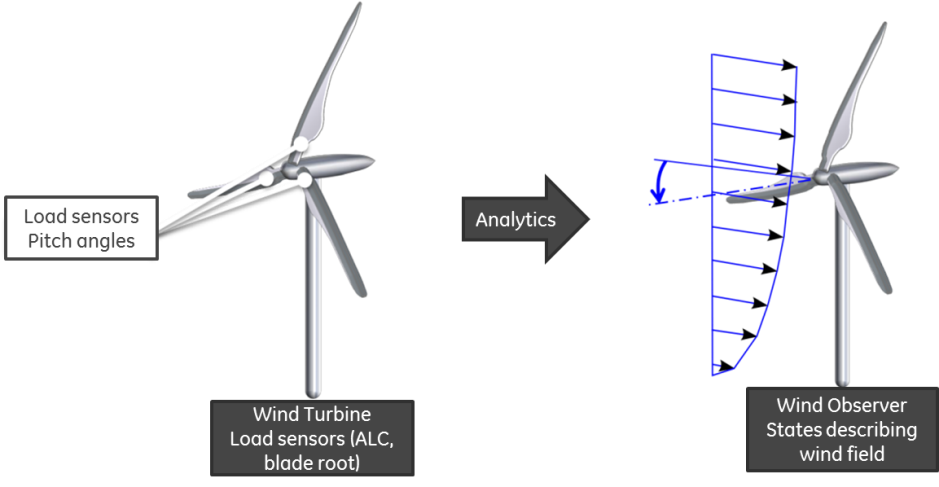 Load sensors
Pitch angles
Analytics
Wind Turbine
Load sensors (ALC,
blade root)
Wind Observer
States describing
wind field